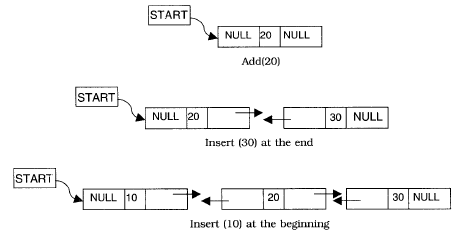 START
NULL 20 NULL
Add(20)
START
NULL 20 30 NULL
Insert (30) at the end
START
NULL 10 20 30 NULL
Insert (10) at the beginning